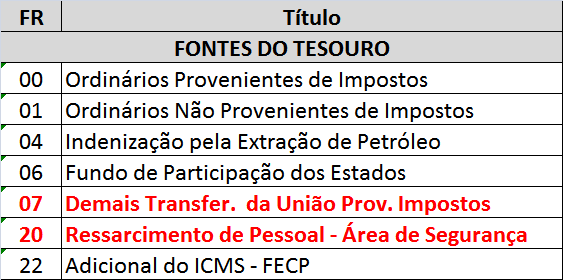 FR Título
FONTES DO TESOURO
00 Ordinários Provenientes de Impostos
01 Ordinários Não Provenientes de Impostos
04 Indenização pela Extração de Petróleo
06 Fundo de Participação dos Estados
07 Demais Transfer. da União Prov. Impostos
20 Ressarcimento de Pessoal - Área de Segurança
22 Adicional do ICMS - FECP